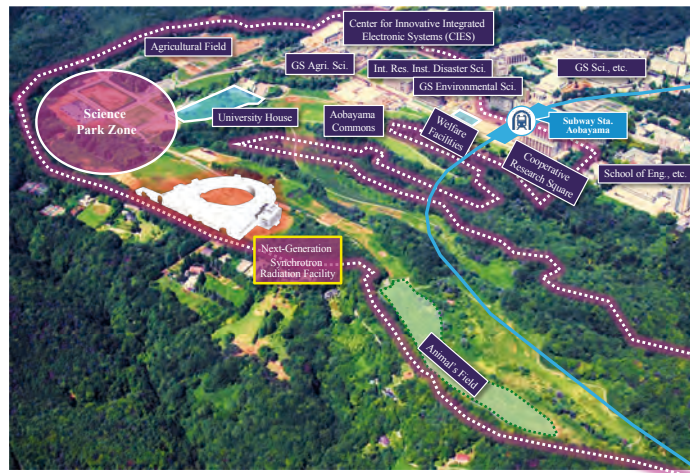 Center for Innovative Integrated
Electronic Systems (CIES)
Agricultural Field
GS Agri. Sci.
Int. Res. Inst. Disaster Sci.
GS Sci., etc.
GS Environmental Sci.
Science
Park Zone
University House
Aobayama
Commons
Welfare
Facilities
Subway Sta.
Aobayama
Cooperative
Research Square
School of Eng., etc.
Next-Generation
Synchrotron
Radiation Facility
Animal's Field